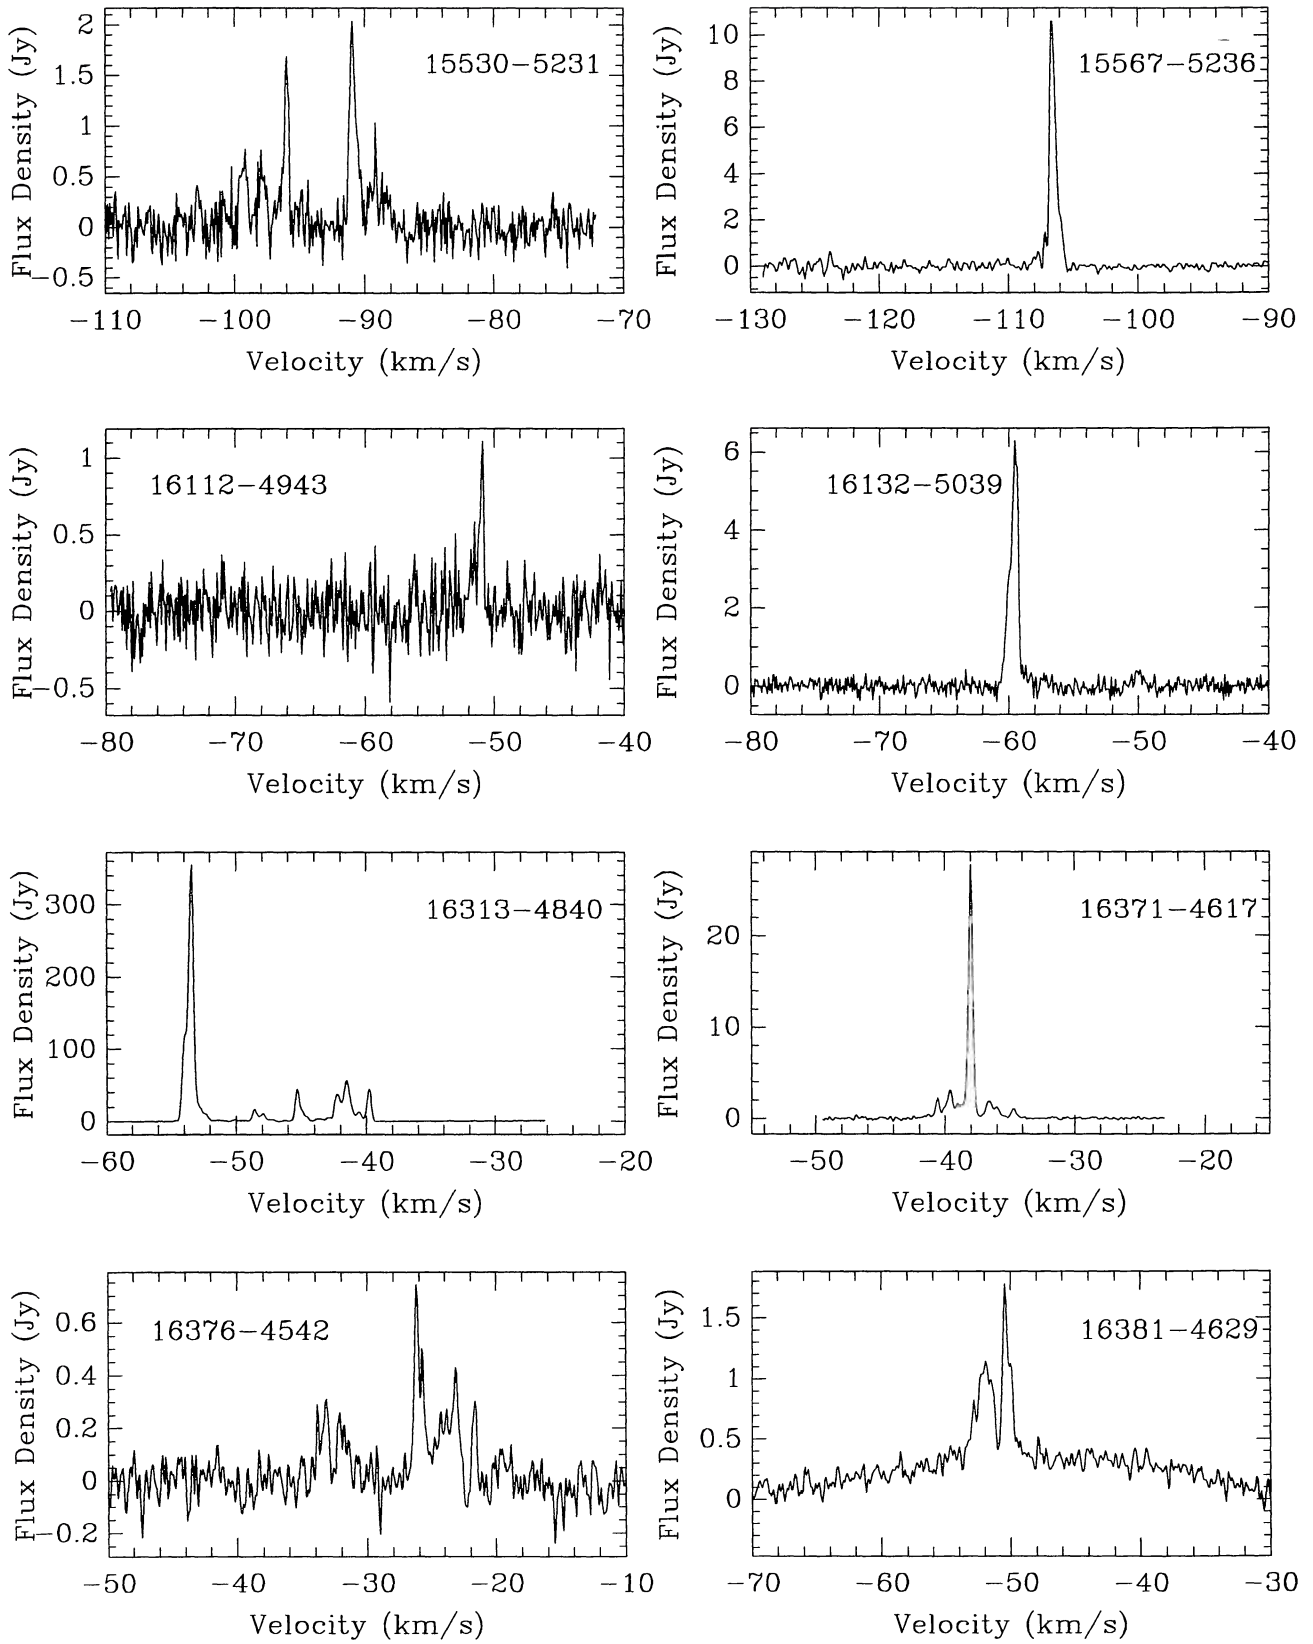 Flux Density (Jy)
2
1.5
1
0.5
0
−0.5
15530−5231
−110 −100 −90 −80 −70
Velocity (km/s)
Flux Density (Jy)
10
8
6
4
2
0
15567−5236
−130 −120 −110 −100 −90
Velocity (km/s)
Flux Density (Jy)
1
0.5
0
−0.5
16112−4943
−80 −70 −60 −50 −40
Velocity (km/s)
Flux Density (Jy)
6
4
2
0
16132−5039
−80 −70 −60 −50 −40
Velocity (km/s)
Flux Density (Jy)
300
200
100
0
16313−4840
−60 −50 −40 −30 −20
Velocity (km/s)
Flux Density (Jy)
20
10
0
16371−4617
−50 −40 −30 −20
Velocity (km/s)
Flux Density (Jy)
0.6
0.4
0.2
0
−0.2
16376−4542
−50 −40 −30 −20 −10
Velocity (km/s)
Flux Density (Jy)
1.5
1
0.5
0
16381−4629
−70 −60 −50 −40 −30
Velocity (km/s)